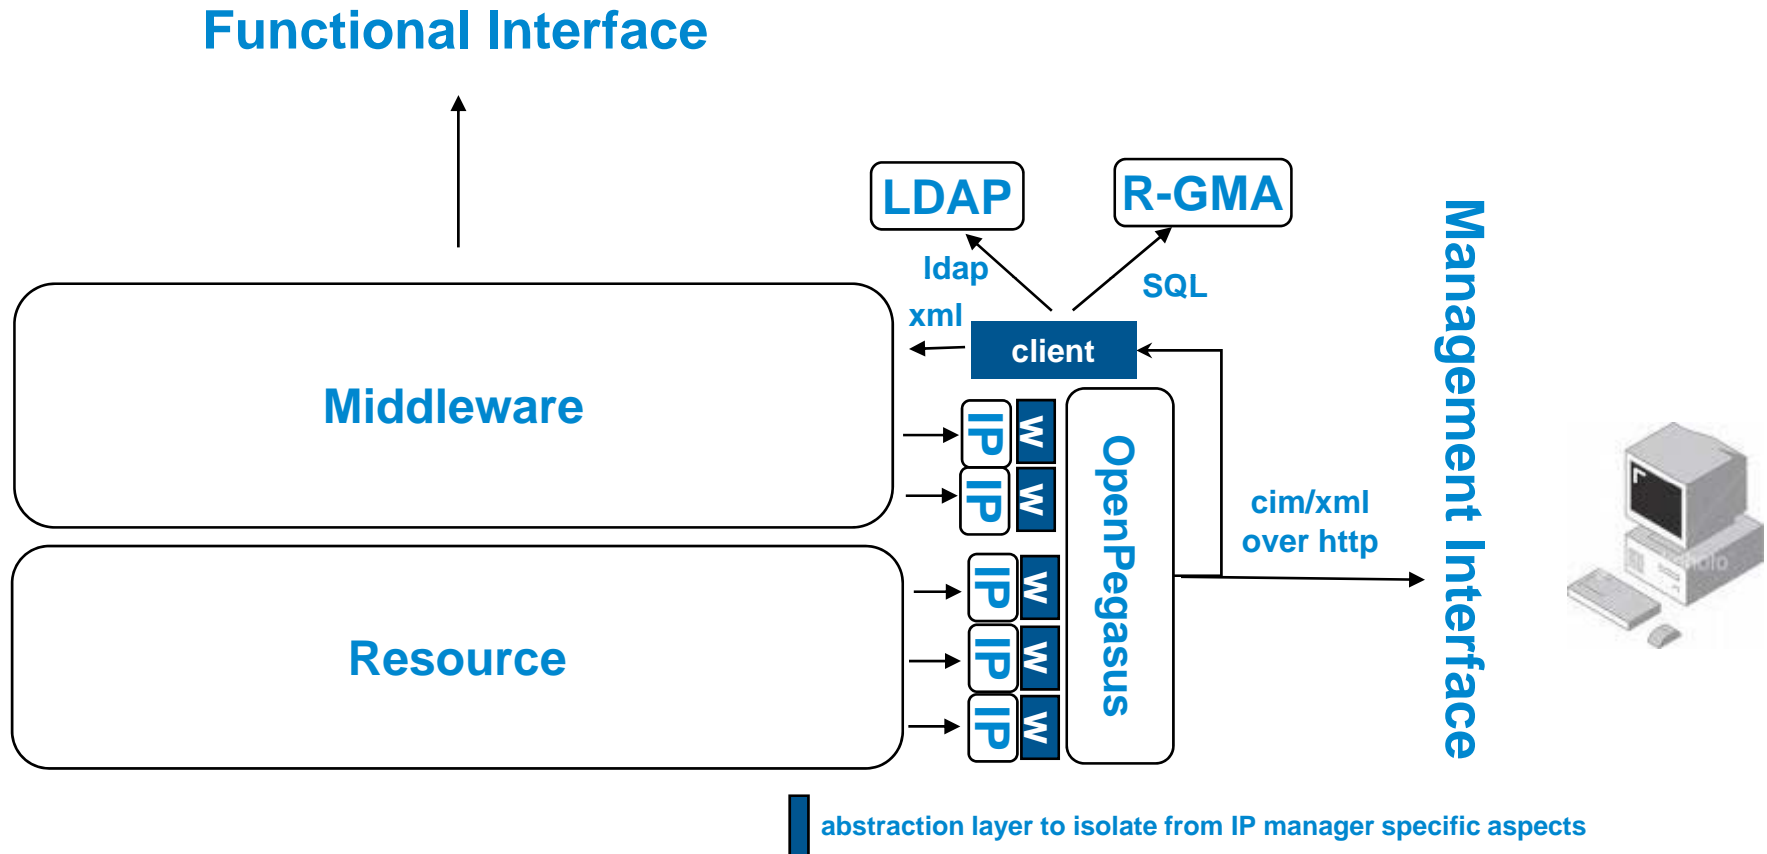 Functional Interface
LDAP
R-GMA
ldap
SQL
xml
client
Middleware
IP
W
IP
W
OpenPegasus
cim/xml
over http
Management Interface
Resource
IP
W
IP
W
IP
W
abstraction layer to isolate from IP manager specific aspects